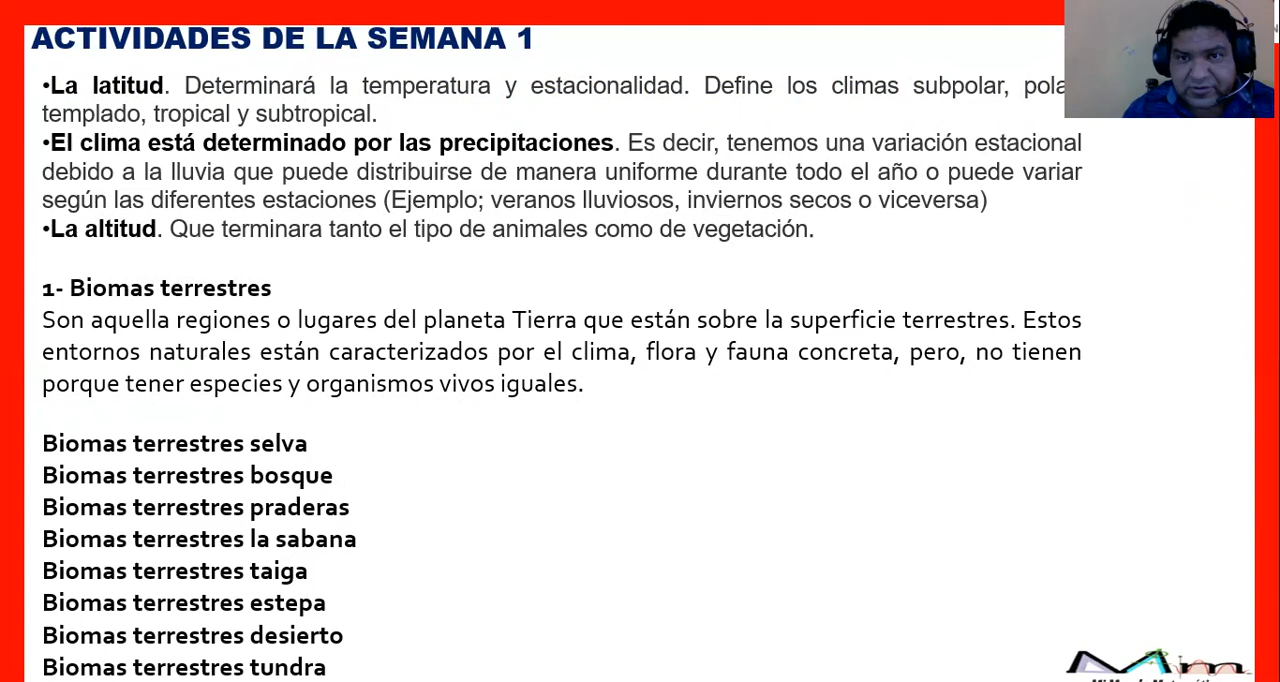 ACTIVIDADES DE LA SEMANA 1
•La latitud. Determinará la temperatura y estacionalidad. Define los climas subpolar,
templado, tropical y subtropical.
•El clima está determinado por las precipitaciones. Es decir, tenemos una variación estacional
debido a la lluvia que puede distribuirse de manera uniforme durante todo el año o puede variar
según las diferentes estaciones (Ejemplo; veranos lluviosos, inviernos secos o viceversa)
•La altitud. Que terminara tanto el tipo de animales como de vegetación.
1- Biomas terrestres
Son aquella regiones o lugares del planeta Tierra que están sobre la superficie terrestres. Estos
entornos naturales están caracterizados por el clima, flora y fauna concreta, pero, no tienen
porque tener especies y organismos vivos iguales.
Biomas terrestres selva
Biomas terrestres bosque
Biomas terrestres praderas
Biomas terrestres la sabana
Biomas terrestres taiga
Biomas terrestres estepa
Biomas terrestres desierto
Biomas terrestres tundra